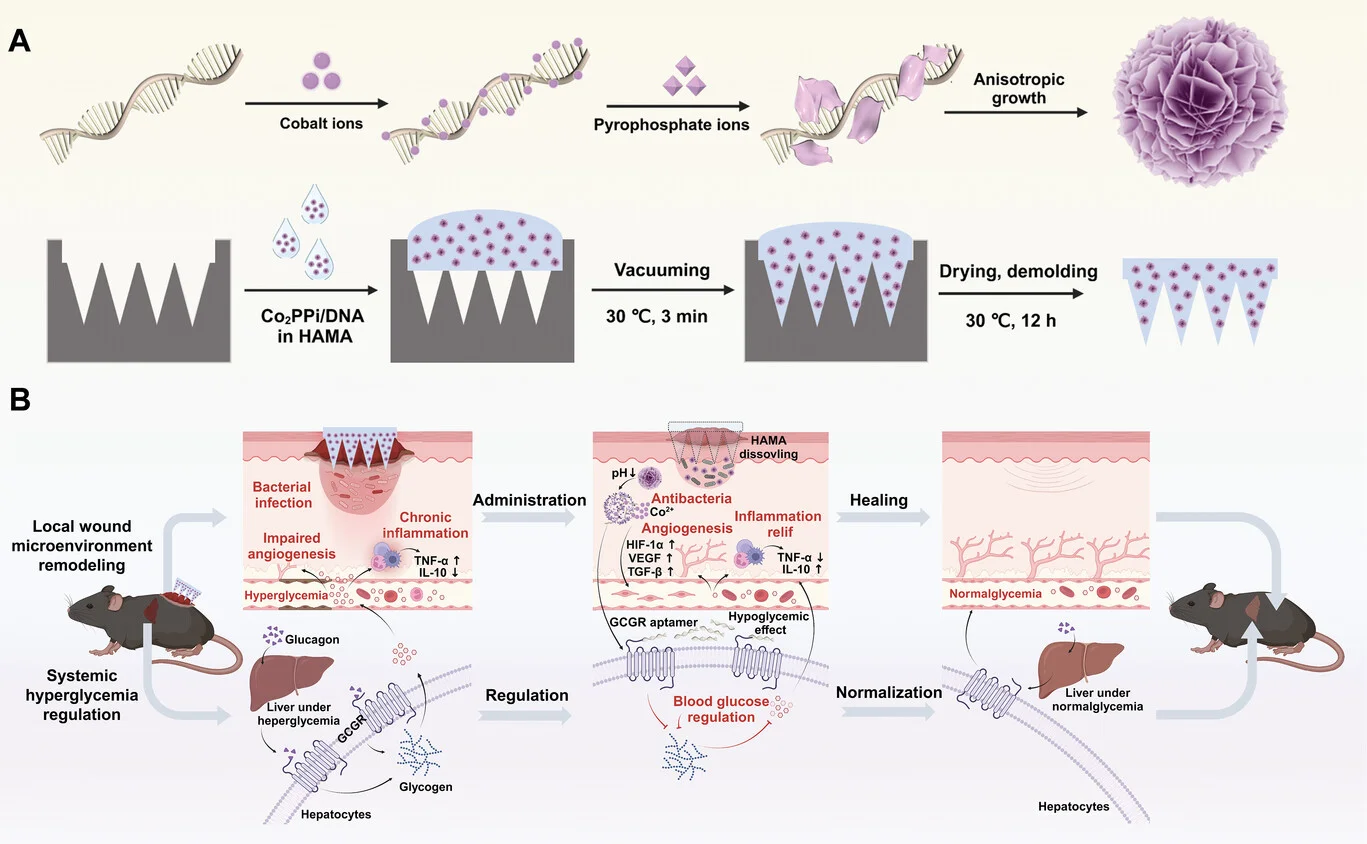 A
Cobalt ions
Pyrophosphate ions
Anisotropic
growth
Co₂PPi/DNA
in HAMA
Vacuuming
30 ℃, 3 min
Drying, demolding
30 ℃, 12 h
B
Local wound
microenvironment
remodeling
Systemic
hyperglycemia
regulation
Bacterial
infection
Impaired
angiogenesis
Chronic
inflammation
TNF-α ↑
IL-10 ↓
Hyperglycemia
Glucagon
Liver under
heperglycemia
GCGR
Glycogen
Hepatocytes
Administration
Regulation
HAMA
dissovling
pH↓
Co²⁺
Antibacteria
Angiogenesis
HIF-1α ↑
VEGF ↑
TGF-β ↑
Inflammation
relif
TNF-α ↓
IL-10 ↑
GCGR aptamer
Hypoglycemic
effect
Blood glucose
regulation
Healing
Normalization
Normalglycemia
Liver under
normalglycemia
Hepatocytes